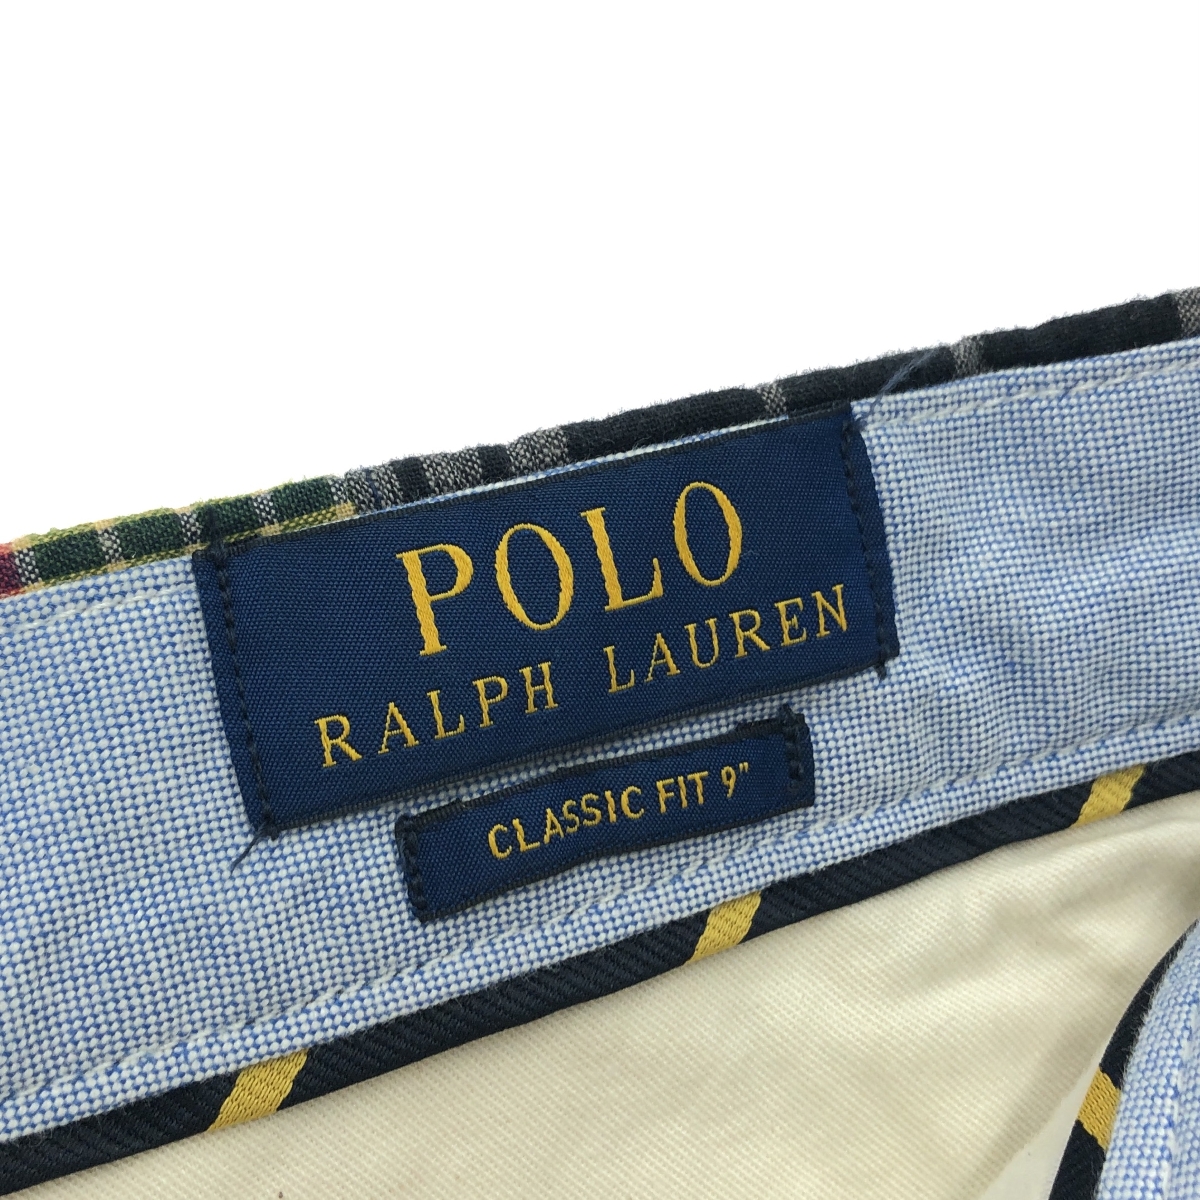 POLO
RALPH LAUREN
CLASSIC FIT 9"